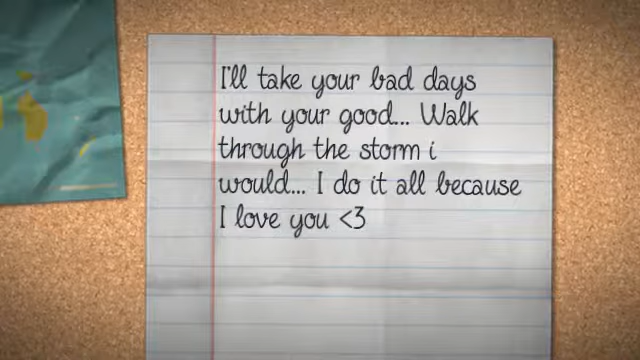 I'll take your bad days
with your good... Walk
through the storm i
would... I do it all because
I love you <3